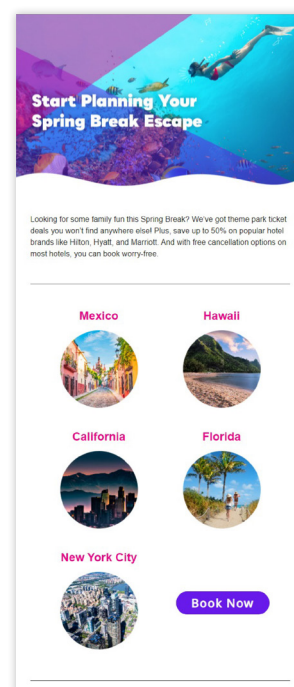 Start Planning Your
Spring Break Escape
Looking for some family fun this Spring Break? We've got theme park ticket
deals you won't find anywhere else! Plus, save up to 50% on popular hotel
brands like Hilton, Hyatt, and Marriott. And with free cancellation options on
most hotels, you can book worry-free.
Mexico
Hawaii
California
Florida
New York City
Book Now